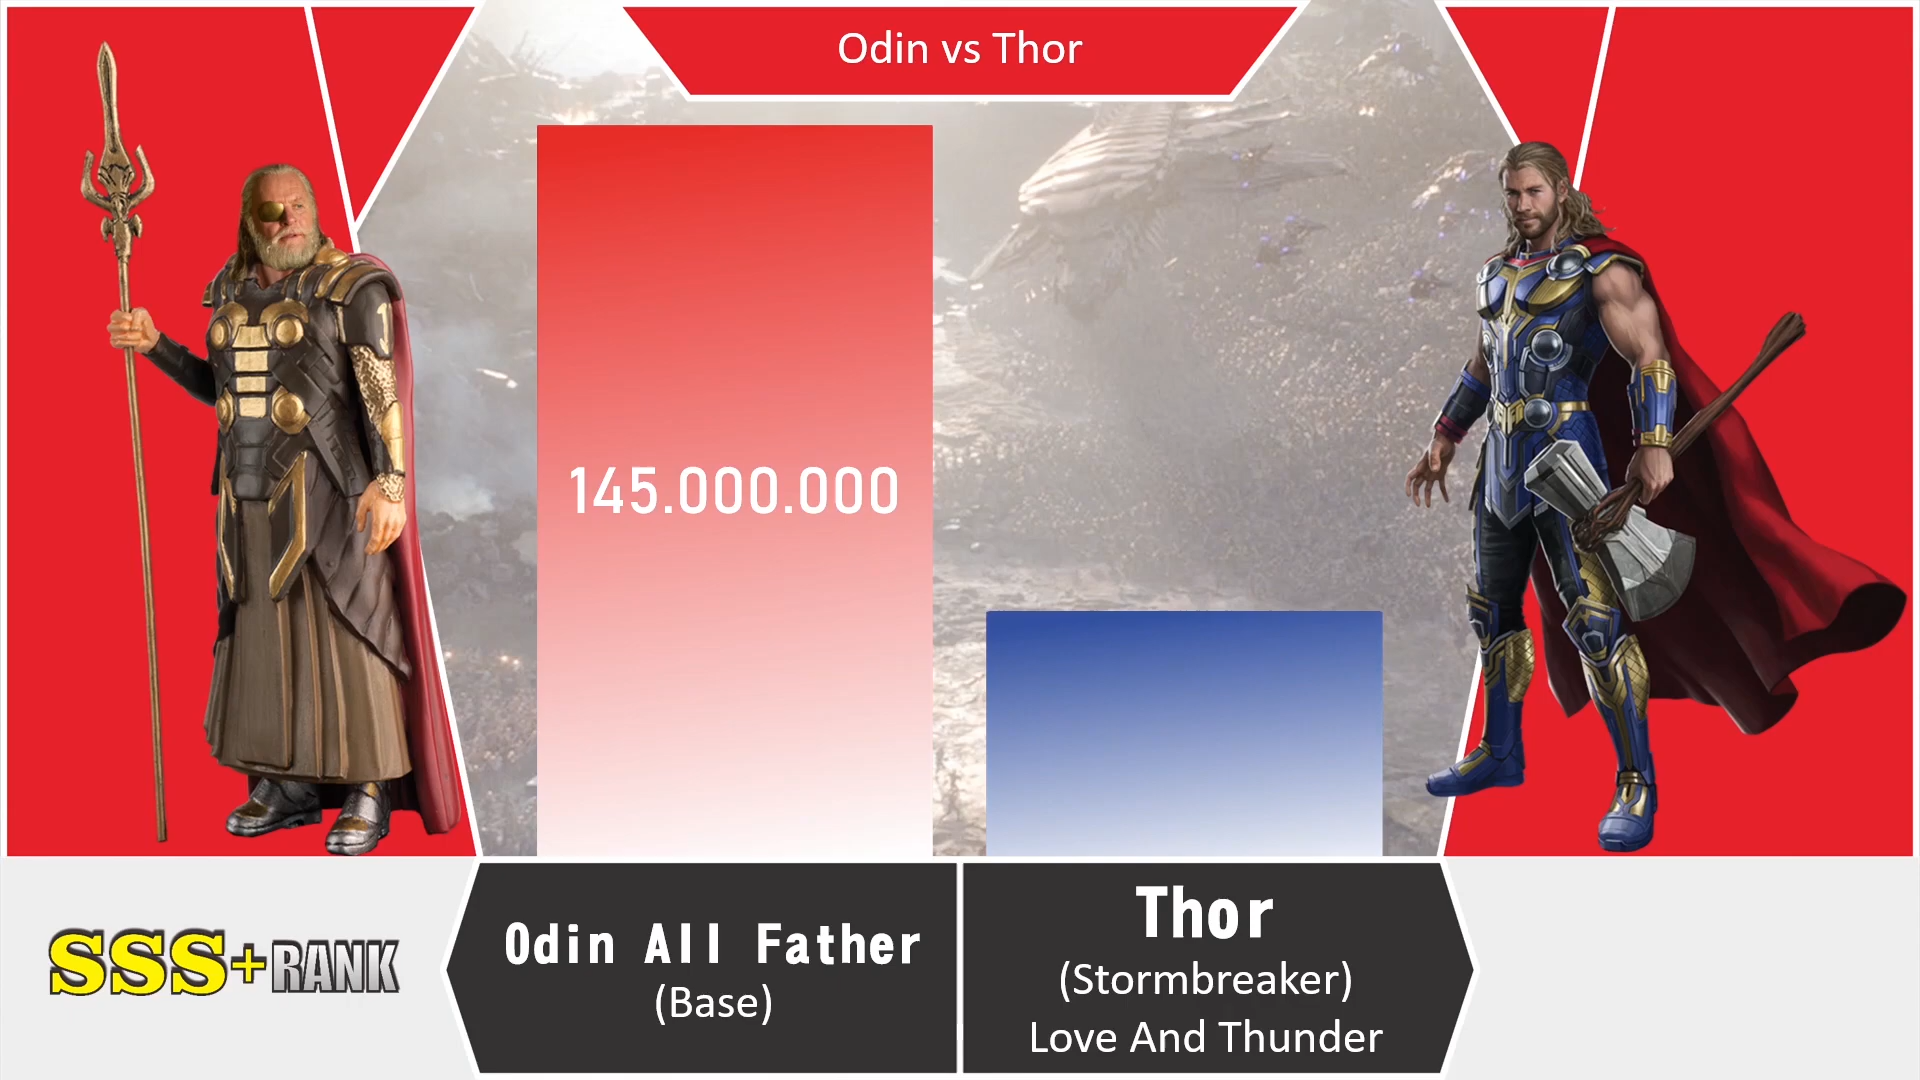 Odin vs Thor
145.000.000
SSS+RANK
Odin All Father
(Base)
Thor
(Stormbreaker)
Love And Thunder